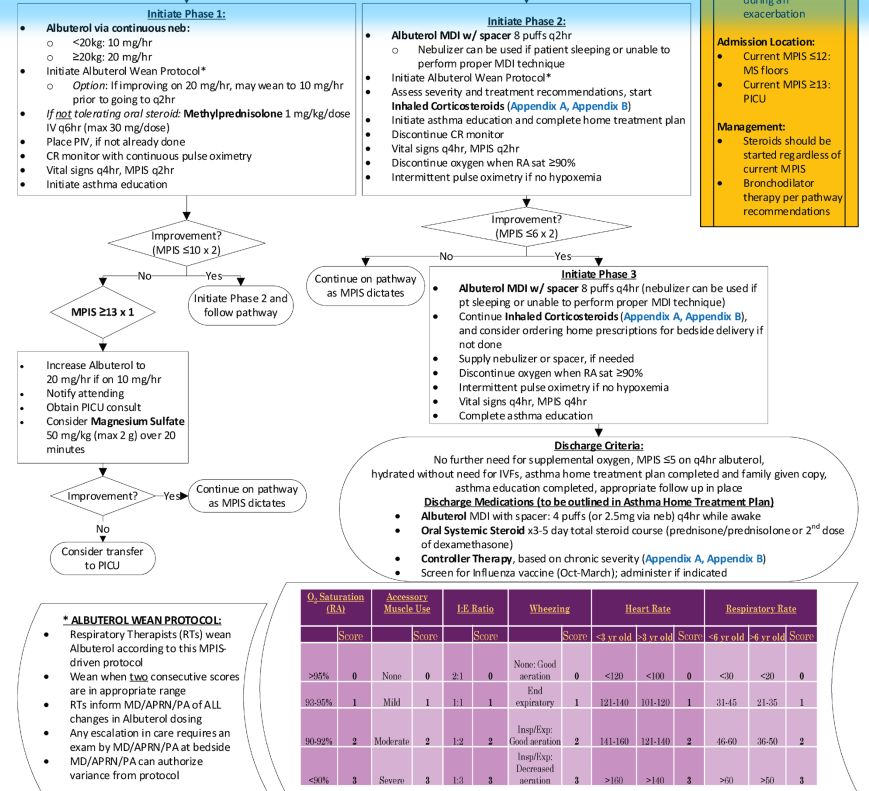 during an
exacerbation
Admission Location:
• Current MPIS ≤12:
MS floors
• Current MPIS ≥13:
PICU
Management:
• Steroids should be
started regardless of
current MPIS
• Bronchodilator
therapy per pathway
recommendations
Initiate Phase 1:
• Albuterol via continuous neb:
o <20kg: 10 mg/hr
o ≥20kg: 20 mg/hr
• Initiate Albuterol Wean Protocol*
o Option: If improving on 20 mg/hr, may wean to 10 mg/hr
prior to going to q2hr
• If not tolerating oral steroid: Methylprednisolone 1 mg/kg/dose
IV q6hr (max 30 mg/dose)
• Place PIV, if not already done
• CR monitor with continuous pulse oximetry
• Vital signs q4hr, MPIS q2hr
• Initiate asthma education
Initiate Phase 2:
• Albuterol MDI w/ spacer 8 puffs q2hr
o Nebulizer can be used if patient sleeping or unable to
perform proper MDI technique
• Initiate Albuterol Wean Protocol*
• Assess severity and treatment recommendations, start
Inhaled Corticosteroids (Appendix A, Appendix B)
• Initiate asthma education and complete home treatment plan
• Discontinue CR monitor
• Vital signs q4hr, MPIS q2hr
• Discontinue oxygen when RA sat ≥90%
• Intermittent pulse oximetry if no hypoxemia
Improvement?
(MPIS ≤10 x 2)
No
Yes
Initiate Phase 2 and
follow pathway
MPIS ≥13 x 1
• Increase Albuterol to
20 mg/hr if on 10 mg/hr
• Notify attending
• Obtain PICU consult
• Consider Magnesium Sulfate
50 mg/kg (max 2 g) over 20
minutes
Improvement?
Yes
Continue on pathway
as MPIS dictates
No
Consider transfer
to PICU
Improvement?
(MPIS ≤6 x 2)
No
Yes
Continue on pathway
as MPIS dictates
Initiate Phase 3
• Albuterol MDI w/ spacer 8 puffs q4hr (nebulizer can be used if
pt sleeping or unable to perform proper MDI technique)
• Continue Inhaled Corticosteroids (Appendix A, Appendix B),
and consider ordering home prescriptions for bedside delivery if
not done
• Supply nebulizer or spacer, if needed
• Discontinue oxygen when RA sat ≥90%
• Intermittent pulse oximetry if no hypoxemia
• Vital signs q4hr, MPIS q4hr
• Complete asthma education
Discharge Criteria:
No further need for supplemental oxygen, MPIS ≤5 on q4hr albuterol,
hydrated without need for IVFs, asthma home treatment plan completed and family given copy,
asthma education completed, appropriate follow up in place
Discharge Medications (to be outlined in Asthma Home Treatment Plan)
• Albuterol MDI with spacer: 4 puffs (or 2.5mg via neb) q4hr while awake
• Oral Systemic Steroid x3-5 day total steroid course (prednisone/prednisolone or 2nd dose
of dexamethasone)
• Controller Therapy, based on chronic severity (Appendix A, Appendix B)
• Screen for Influenza vaccine (Oct-March); administer if indicated
* ALBUTEROL WEAN PROTOCOL:
• Respiratory Therapists (RTs) wean
Albuterol according to this MPIS-
driven protocol
• Wean when two consecutive scores
are in appropriate range
• RTs inform MD/APRN/PA of ALL
changes in Albuterol dosing
• Any escalation in care requires an
exam by MD/APRN/PA at bedside
• MD/APRN/PA can authorize
variance from protocol
O2 Saturation (RA) Accessory Muscle Use I:E Ratio Wheezing Heart Rate Respiratory Rate
Score Score Score Score <3 yr old >3 yr old Score <6 yr old >6 yr old Score
>95% 0 None 0 2:1 0 None: Good aeration 0 <120 <100 0 <30 <20 0
93-95% 1 Mild 1 1:1 1 End expiratory 1 121-140 101-120 1 31-45 21-35 1
90-92% 2 Moderate 2 1:2 2 Insp/Exp: Good aeration 2 141-160 121-140 2 46-60 36-50 2
<90% 3 Severe 3 1:3 3 Insp/Exp: Decreased aeration 3 >160 >140 3 >60 >50 3